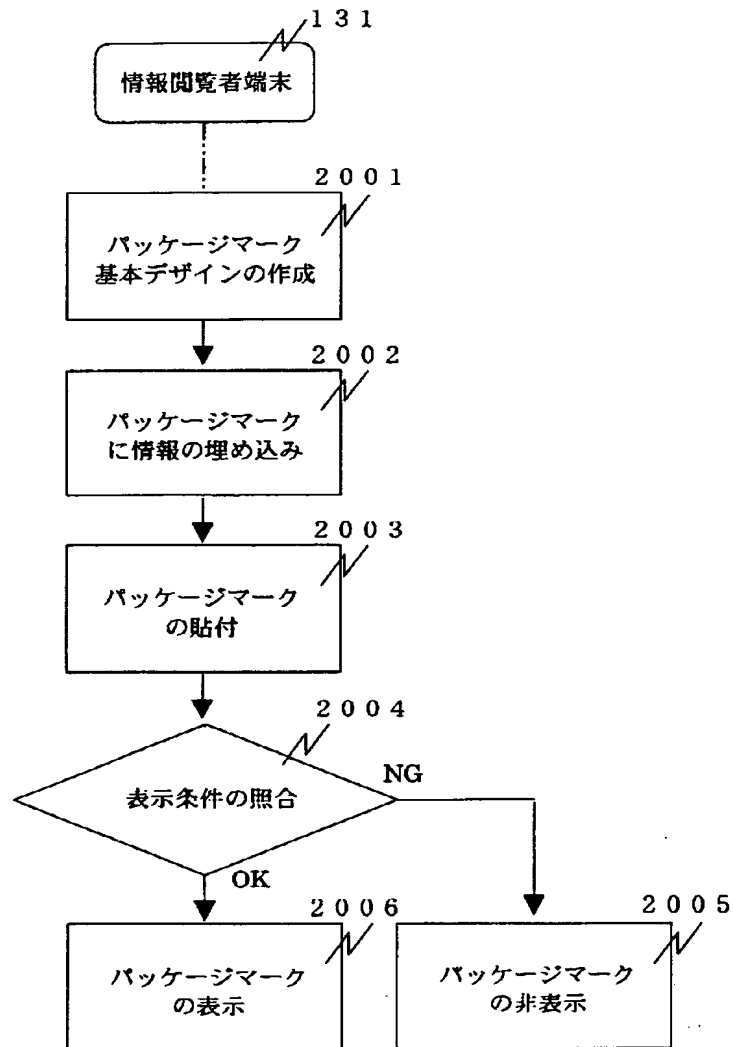 １３１
情報閲覧者端末
２００１
パッケージマーク
基本デザインの作成
２００２
パッケージマーク
に情報の埋め込み
２００３
パッケージマーク
の貼付
２００４
表示条件の照合
NG
OK
２００６
パッケージマーク
の表示
２００５
パッケージマーク
の非表示